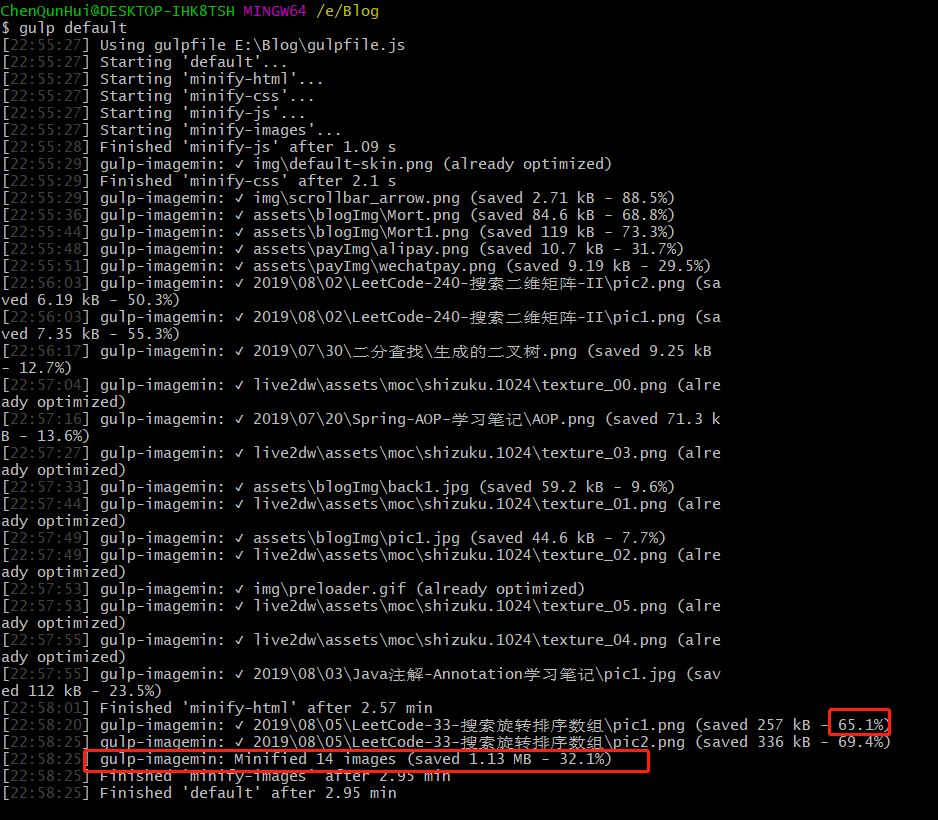 ChenQunHui@DESKTOP-IHK8TSH MINGW64 /e/Blog
$ gulp default
[22:55:27] Using gulpfile E:\Blog\gulpfile.js
[22:55:27] Starting 'default'...
[22:55:27] Starting 'minify-html'...
[22:55:27] Starting 'minify-css'...
[22:55:27] Starting 'minify-js'...
[22:55:27] Starting 'minify-images'...
[22:55:28] Finished 'minify-js' after 1.09 s
[22:55:29] gulp-imagemin: ✓ img\default-skin.png (already optimized)
[22:55:29] Finished 'minify-css' after 2.1 s
[22:55:29] gulp-imagemin: ✓ img\scrollbar_arrow.png (saved 2.71 kB - 88.5%)
[22:55:36] gulp-imagemin: ✓ assets\blogImg\Mort.png (saved 84.6 kB - 68.8%)
[22:55:44] gulp-imagemin: ✓ assets\blogImg\Mort1.png (saved 119 kB - 73.3%)
[22:55:48] gulp-imagemin: ✓ assets\payImg\alipay.png (saved 10.7 kB - 31.7%)
[22:55:51] gulp-imagemin: ✓ assets\payImg\wechatpay.png (saved 9.19 kB - 29.5%)
[22:56:03] gulp-imagemin: ✓ 2019\08\02\LeetCode-240-搜索二维矩阵-II\pic2.png (sa
ved 6.19 kB - 50.3%)
[22:56:03] gulp-imagemin: ✓ 2019\08\02\LeetCode-240-搜索二维矩阵-II\pic1.png (sa
ved 7.35 kB - 55.3%)
[22:56:17] gulp-imagemin: ✓ 2019\07\30\二分查找\生成的二叉树.png (saved 9.25 kB
- 12.7%)
[22:57:04] gulp-imagemin: ✓ live2dw\assets\moc\shizuku.1024\texture_00.png (alre
ady optimized)
[22:57:16] gulp-imagemin: ✓ 2019\07\20\Spring-AOP-学习笔记\AOP.png (saved 71.3 k
B - 13.6%)
[22:57:27] gulp-imagemin: ✓ live2dw\assets\moc\shizuku.1024\texture_03.png (alre
ady optimized)
[22:57:33] gulp-imagemin: ✓ assets\blogImg\back1.jpg (saved 59.2 kB - 9.6%)
[22:57:44] gulp-imagemin: ✓ live2dw\assets\moc\shizuku.1024\texture_01.png (alre
ady optimized)
[22:57:49] gulp-imagemin: ✓ assets\blogImg\pic1.jpg (saved 44.6 kB - 7.7%)
[22:57:49] gulp-imagemin: ✓ live2dw\assets\moc\shizuku.1024\texture_02.png (alre
ady optimized)
[22:57:53] gulp-imagemin: ✓ img\preloader.gif (already optimized)
[22:57:53] gulp-imagemin: ✓ live2dw\assets\moc\shizuku.1024\texture_05.png (alre
ady optimized)
[22:57:55] gulp-imagemin: ✓ live2dw\assets\moc\shizuku.1024\texture_04.png (alre
ady optimized)
[22:57:55] gulp-imagemin: ✓ 2019\08\03\Java注解-Annotation学习笔记\pic1.jpg (sav
ed 112 kB - 23.5%)
[22:58:01] Finished 'minify-html' after 2.57 min
[22:58:20] gulp-imagemin: ✓ 2019\08\05\LeetCode-33-搜索旋转排序数组\pic1.png (saved 257 kB - 65.1%)
[22:58:25] gulp-imagemin: ✓ 2019\08\05\LeetCode-33-搜索旋转排序数组\pic2.png (saved 336 kB - 69.4%)
[22:58:25] gulp-imagemin: Minified 14 images (saved 1.13 MB - 32.1%)
[22:58:25] Finished 'minify-images' after 2.95 min
[22:58:25] Finished 'default' after 2.95 min